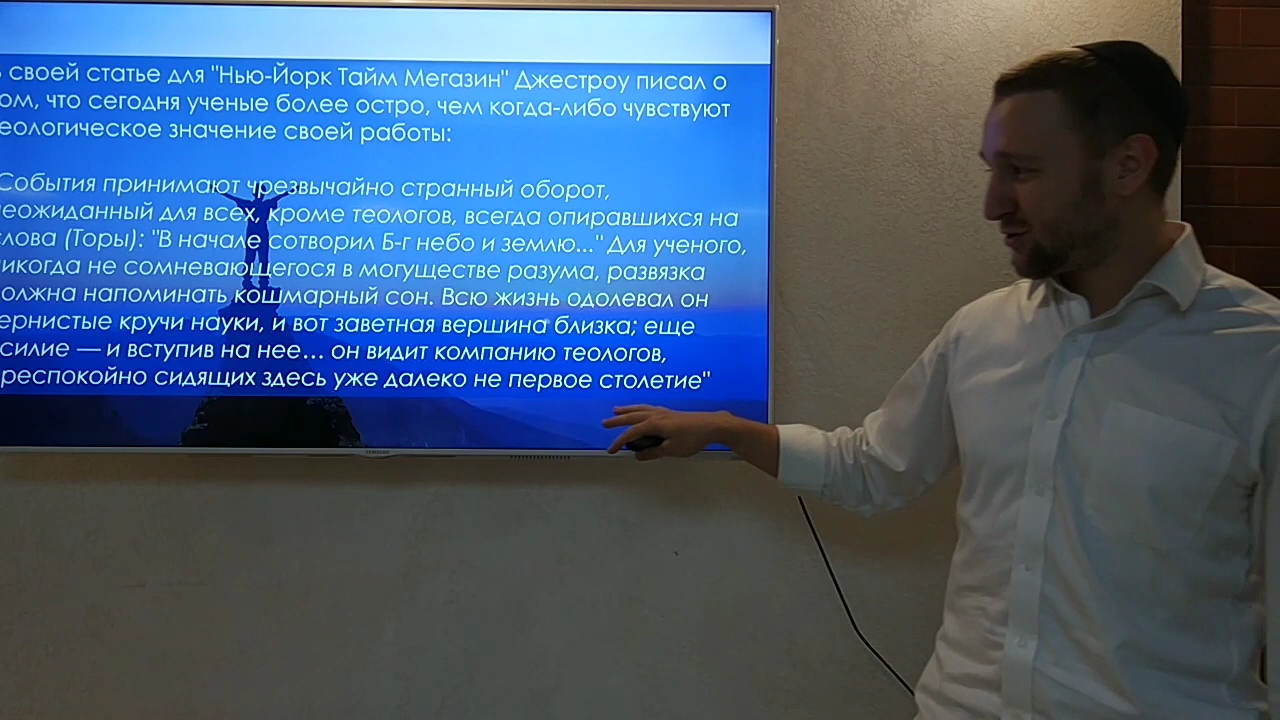 своей статье для "Нью-Йорк Тайм Мегазин" Джестроу писал о
ом, что сегодня ученые более остро, чем когда-либо чувствуют
еологическое значение своей работы:
События принимают чрезвычайно странный оборот,
еожиданный для всех, кроме теологов, всегда опиравшихся на
лова (Торы): "В начале сотворил Б-г небо и землю..." Для ученого,
икогда не сомневающегося в могуществе разума, развязка
олжна напоминать кошмарный сон. Всю жизнь одолевал он
ернистые кручи науки, и вот заветная вершина близка; еще
силие — и вступив на нее... он видит компанию теологов,
респокойно сидящих здесь уже далеко не первое столетие"
SAMSUNG